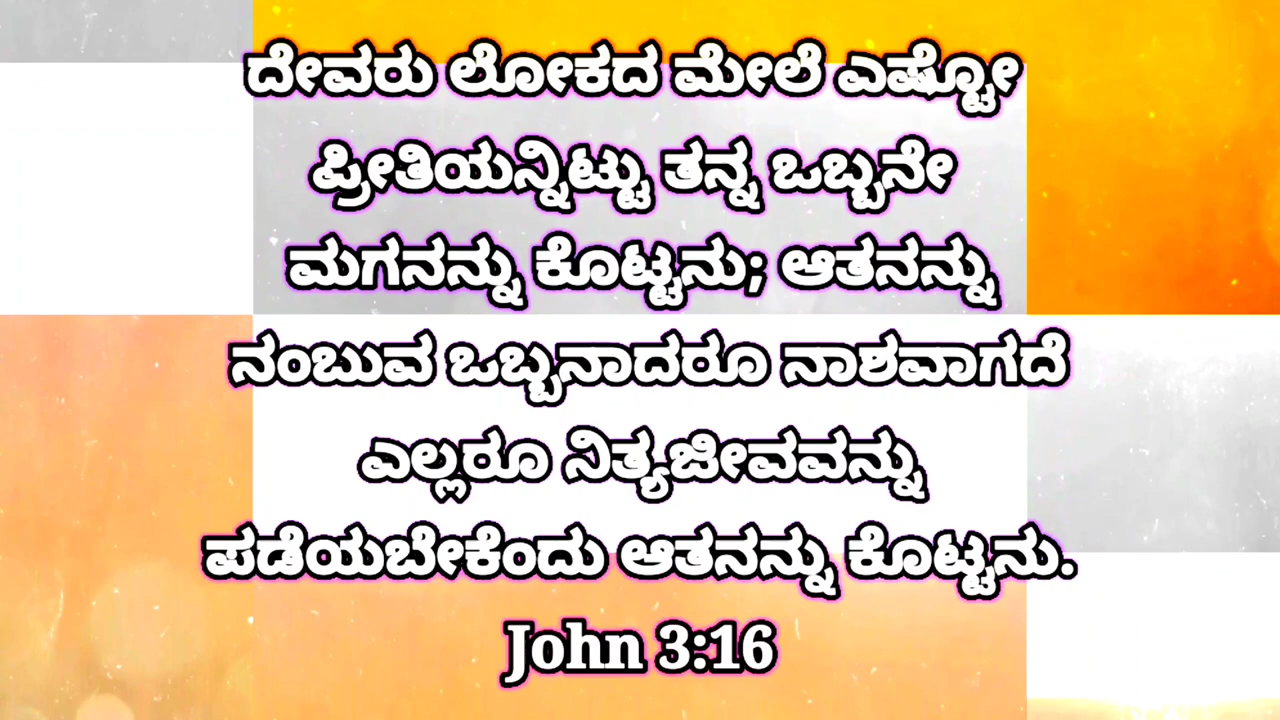 ದೇವರು ಲೋಕದ ಮೇಲೆ ಎಷ್ಟೋ
ಪ್ರೀತಿಯನ್ನಿಟ್ಟು ತನ್ನ ಒಬ್ಬನೇ
ಮಗನನ್ನು ಕೊಟ್ಟನು; ಆತನನ್ನು
ನಂಬುವ ಒಬ್ಬನಾದರೂ ನಾಶವಾಗದೆ
ಎಲ್ಲರೂ ನಿತ್ಯಜೀವವನ್ನು
ಪಡೆಯಬೇಕೆಂದು ಆತನನ್ನು ಕೊಟ್ಟನು.
John 3:16